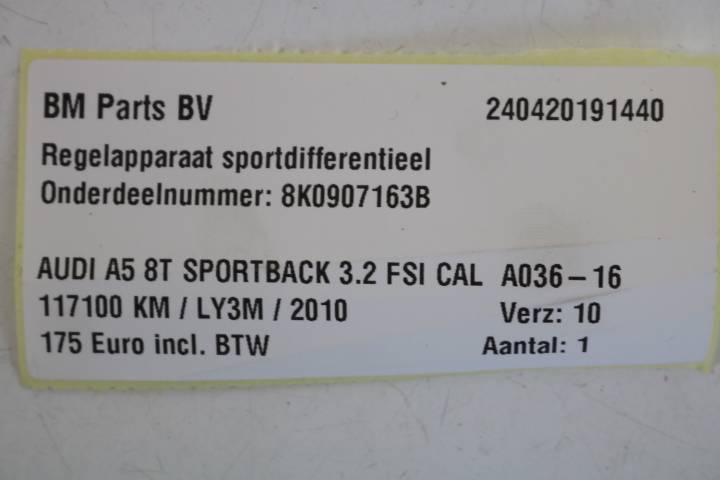 BM Parts BV 240420191440
Regelapparaat sportdifferentieel
Onderdeelnummer: 8K0907163B
AUDI A5 8T SPORTBACK 3.2 FSI CAL A036-16
117100 KM / LY3M / 2010 Verz: 10
175 Euro incl. BTW Aantal: 1